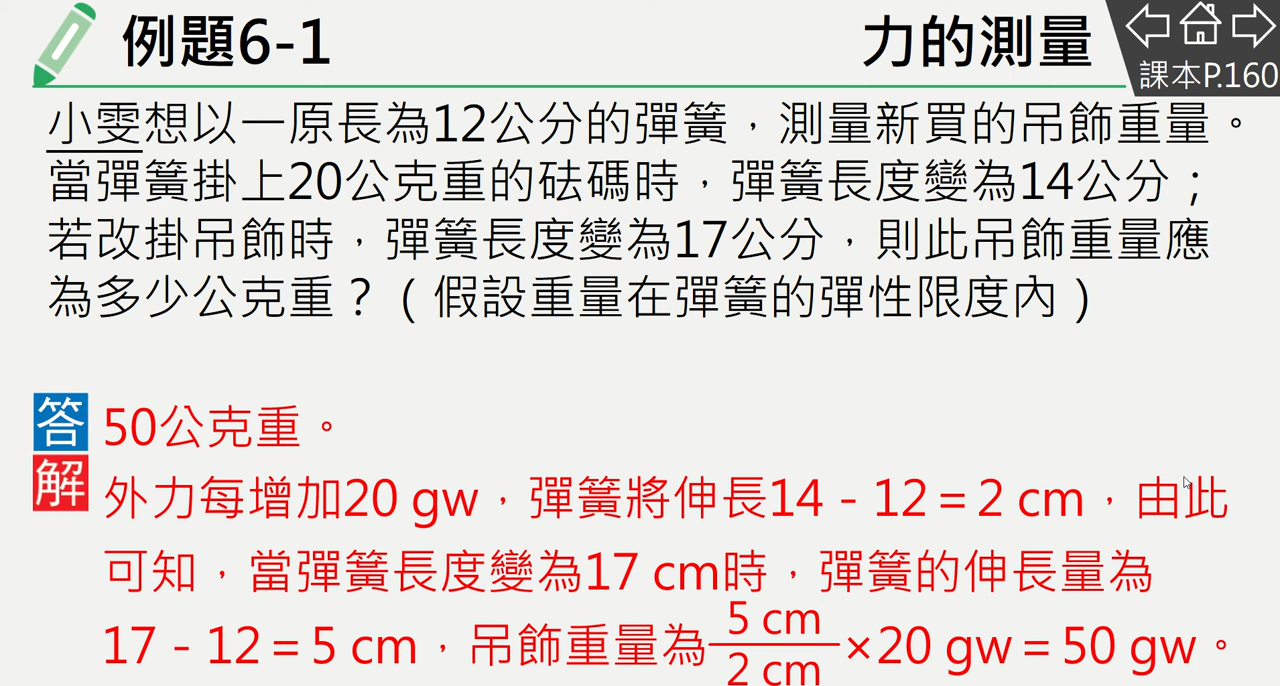 例題6-1
力的測量
課本P.160
小雯想以一原長為12公分的彈簧，測量新買的吊飾重量。
當彈簧掛上20公克重的砝碼時，彈簧長度變為14公分；
若改掛吊飾時，彈簧長度變為17公分，則此吊飾重量應
為多少公克重？（假設重量在彈簧的彈性限度內）
答 50公克重。
解 外力每增加20 gw，彈簧將伸長14 - 12 = 2 cm，由此
可知，當彈簧長度變為17 cm時，彈簧的伸長量為
17 - 12 = 5 cm，吊飾重量為 5 cm / 2 cm ×20 gw = 50 gw。